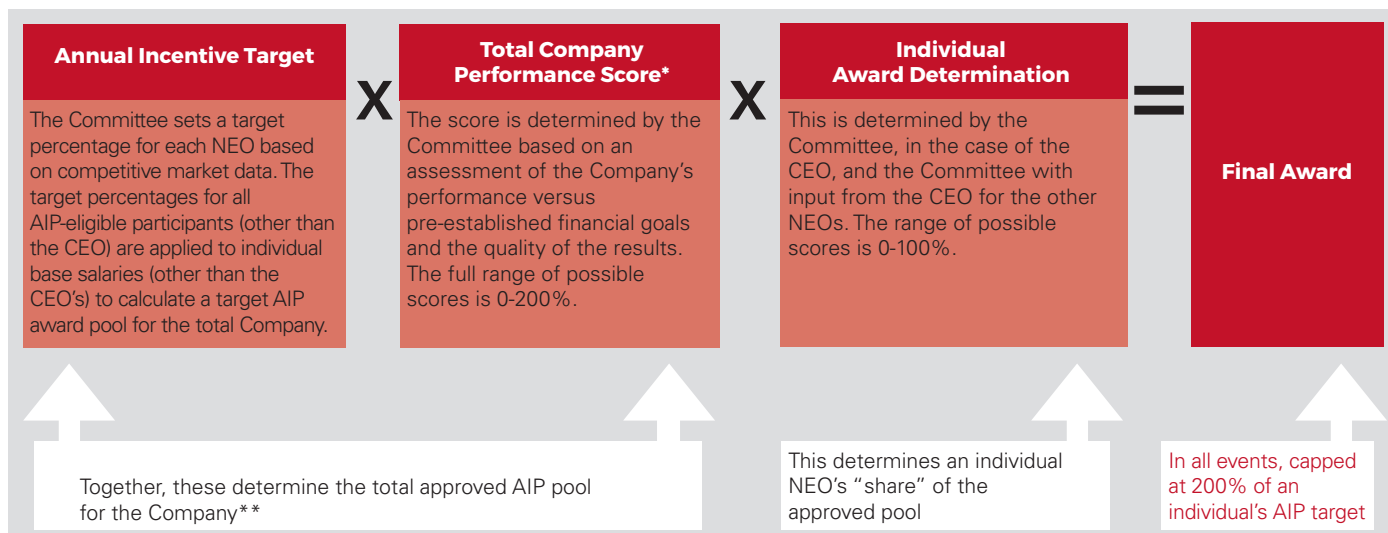 Annual Incentive Target
The Committee sets a target
percentage for each NEO based
on competitive market data. The
target percentages for all
AIP-eligible participants (other than
the CEO) are applied to individual
base salaries (other than the
CEO's) to calculate a target AIP
award pool for the total Company.
X
Total Company
Performance Score*
The score is determined by the
Committee based on an
assessment of the Company's
performance versus
pre-established financial goals
and the quality of the results.
The full range of possible
scores is 0-200%.
X
Individual
Award Determination
This is determined by the
Committee, in the case of the
CEO, and the Committee with
input from the CEO for the other
NEOs. The range of possible
scores is 0-100%.
=
Final Award
Together, these determine the total approved AIP pool
for the Company**
This determines an individual
NEO's “share” of the
approved pool
In all events, capped
at 200% of an
individual's AIP target